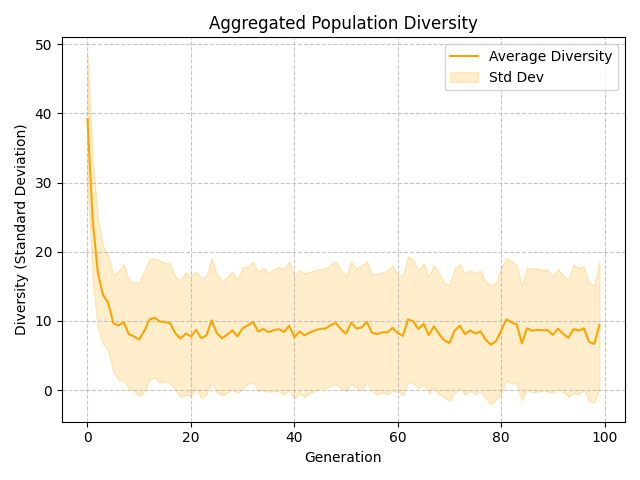 Aggregated Population Diversity
Average Diversity
Std Dev
Diversity (Standard Deviation)
50
40
30
20
10
0
0 20 40 60 80 100
Generation